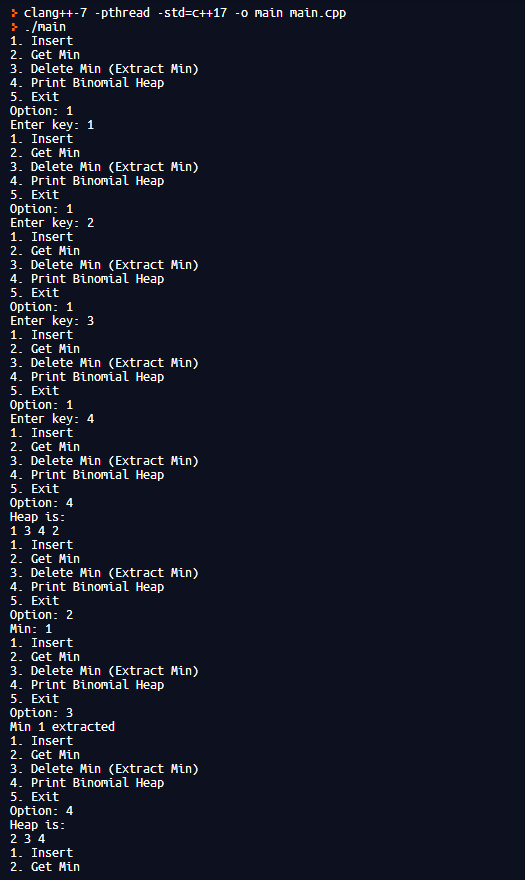 clang++-7 -pthread -std=c++17 -o main main.cpp
./main
1. Insert
2. Get Min
3. Delete Min (Extract Min)
4. Print Binomial Heap
5. Exit
Option: 1
Enter key: 1
1. Insert
2. Get Min
3. Delete Min (Extract Min)
4. Print Binomial Heap
5. Exit
Option: 1
Enter key: 2
1. Insert
2. Get Min
3. Delete Min (Extract Min)
4. Print Binomial Heap
5. Exit
Option: 1
Enter key: 3
1. Insert
2. Get Min
3. Delete Min (Extract Min)
4. Print Binomial Heap
5. Exit
Option: 1
Enter key: 4
1. Insert
2. Get Min
3. Delete Min (Extract Min)
4. Print Binomial Heap
5. Exit
Option: 4
Heap is:
1 3 4 2
1. Insert
2. Get Min
3. Delete Min (Extract Min)
4. Print Binomial Heap
5. Exit
Option: 2
Min: 1
1. Insert
2. Get Min
3. Delete Min (Extract Min)
4. Print Binomial Heap
5. Exit
Option: 3
Min 1 extracted
1. Insert
2. Get Min
3. Delete Min (Extract Min)
4. Print Binomial Heap
5. Exit
Option: 4
Heap is:
2 3 4
1. Insert
2. Get Min